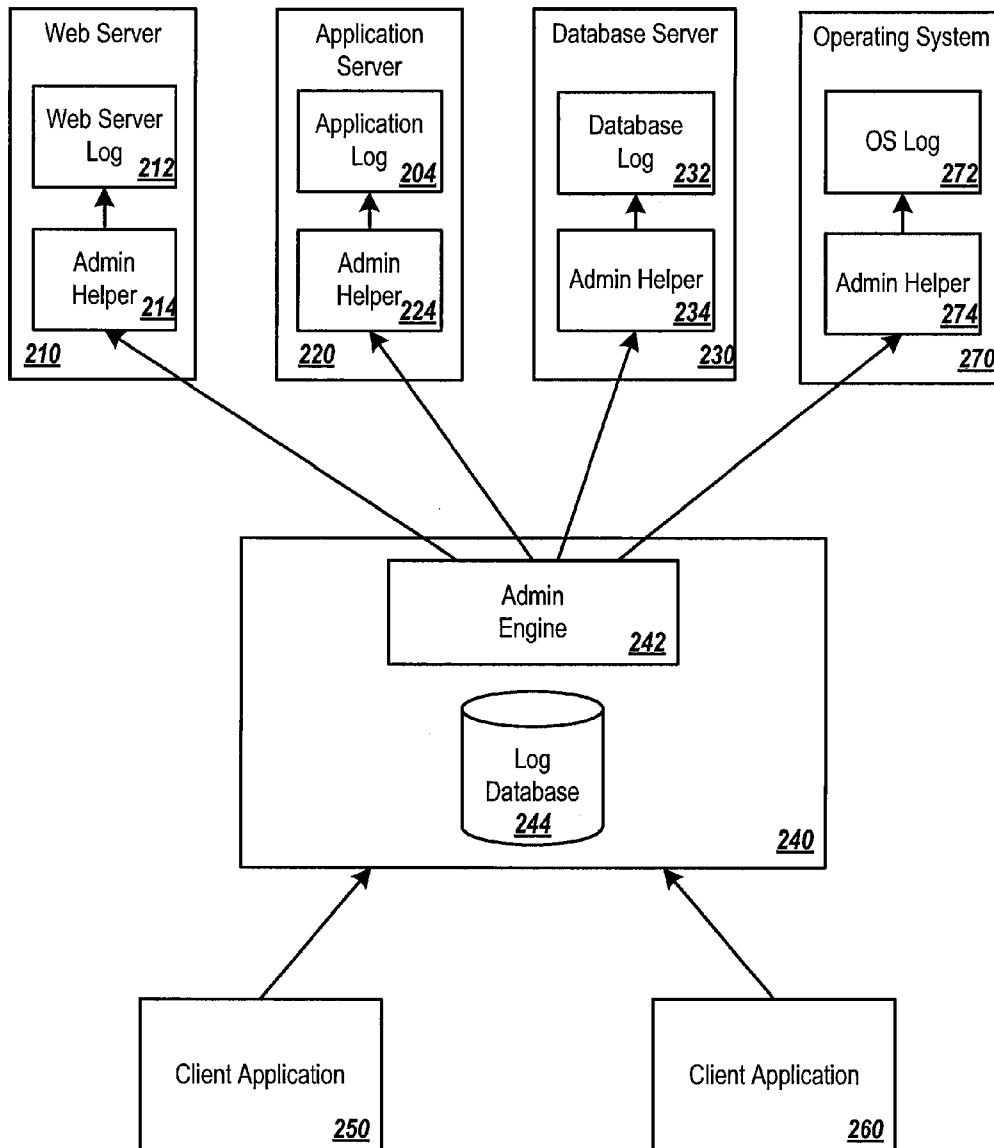 Web Server
Web Server
Log
212
Admin
Helper
214
210
Application
Server
Application
Log
204
Admin
Helper
224
220
Database Server
Database
Log
232
Admin Helper
234
230
Operating System
OS Log
272
Admin Helper
274
270
Admin
Engine
242
Log
Database
244
240
Client Application
250
Client Application
260